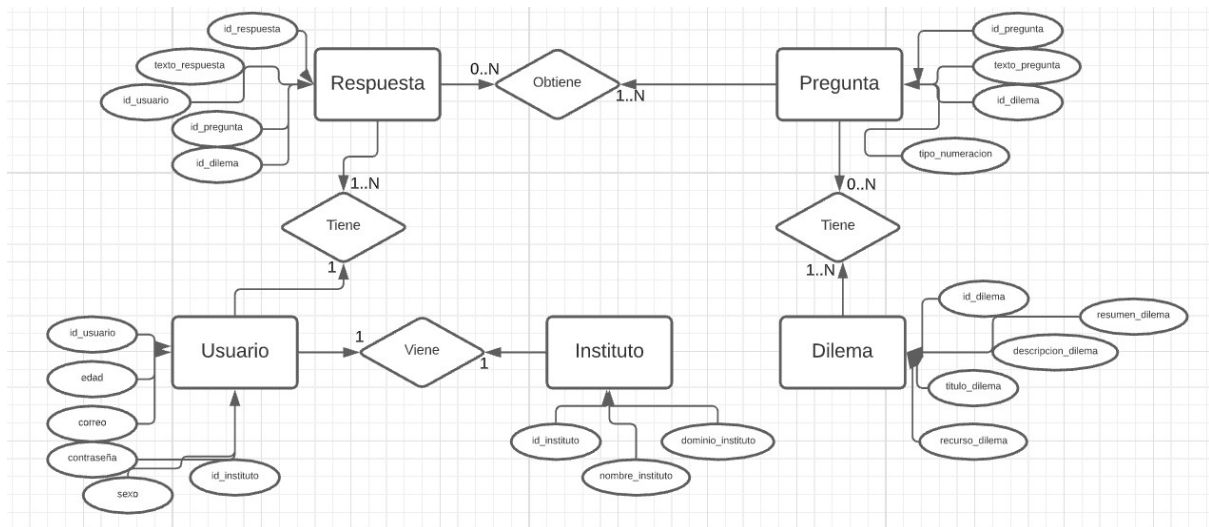 id_respuesta
texto_respuesta
id_usuario
id_pregunta
id_dilema
Respuesta
0..N
Obtiene
1..N
Pregunta
id_pregunta
texto_pregunta
id_dilema
tipo_numeracion
1..N
Tiene
1
0..N
Tiene
1..N
id_usuario
edad
correo
contraseña
sexo
id_instituto
Usuario
1
Viene
1
Instituto
id_instituto
nombre_instituto
dominio_instituto
Dilema
id_dilema
resumen_dilema
descripcion_dilema
titulo_dilema
recurso_dilema